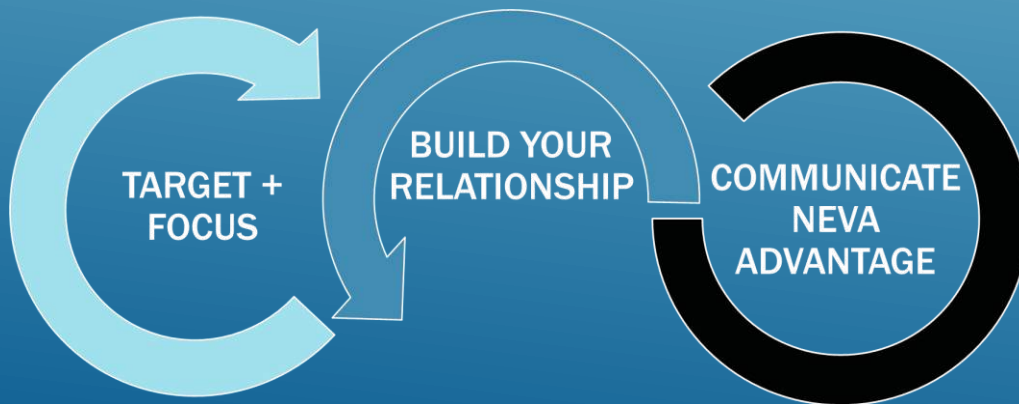 TARGET +
FOCUS
BUILD YOUR
RELATIONSHIP
COMMUNICATE
NEVA
ADVANTAGE